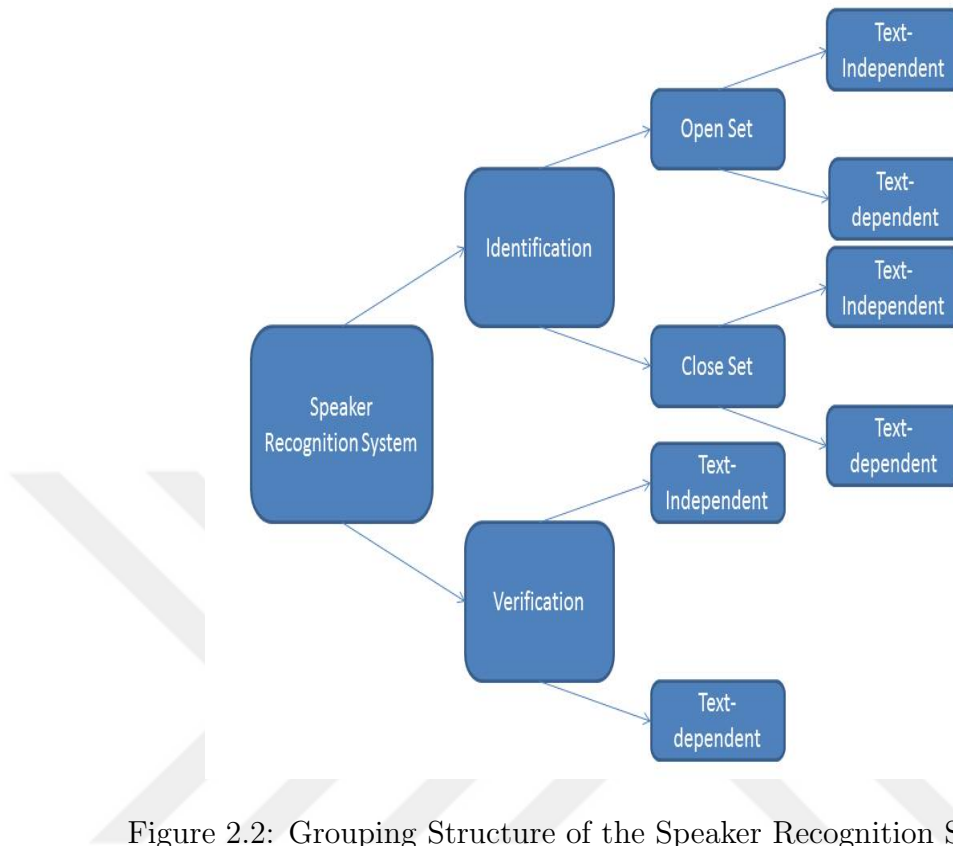 Text-
Independent
Open Set
Text-
dependent
Identification
Text-
Independent
Close Set
Speaker
Recognition System
Text-
dependent
Text-
Independent
Verification
Text-
dependent
Figure 2.2: Grouping Structure of the Speaker Recognition S